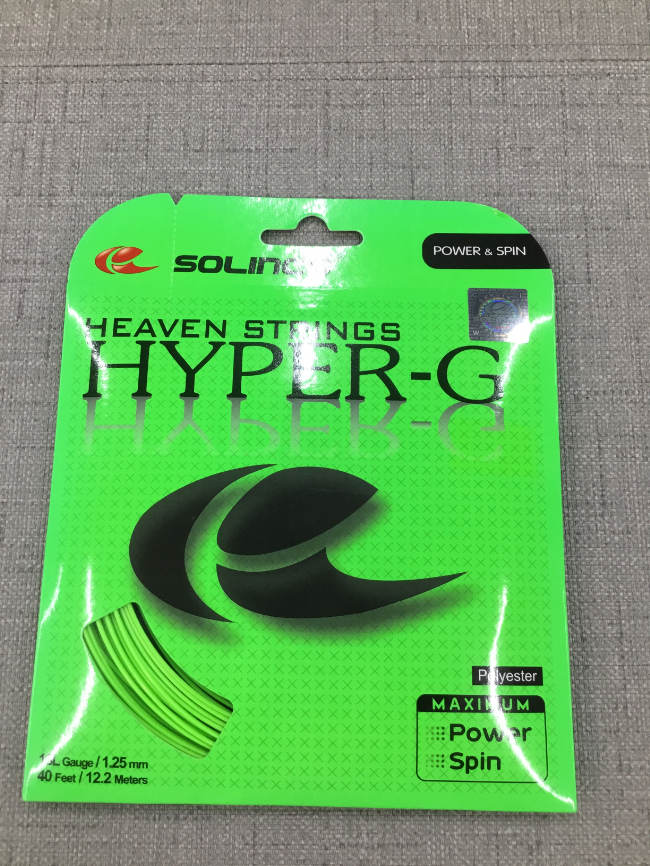 SOLINCO
POWER & SPIN
HEAVEN STRINGS
HYPER-G
Polyester
MAXIMUM
Power
Spin
Gauge / 1.25 mm
40 Feet / 12.2 Meters